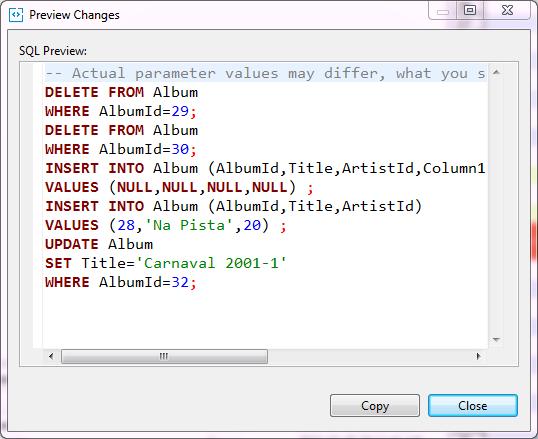 Preview Changes
SQL Preview:
-- Actual parameter values may differ, what you s
DELETE FROM Album
WHERE AlbumId=29;
DELETE FROM Album
WHERE AlbumId=30;
INSERT INTO Album (AlbumId,Title,ArtistId,Column1
VALUES (NULL,NULL,NULL,NULL) ;
INSERT INTO Album (AlbumId,Title,ArtistId)
VALUES (28,'Na Pista',20) ;
UPDATE Album
SET Title='Carnaval 2001-1'
WHERE AlbumId=32;
Copy
Close